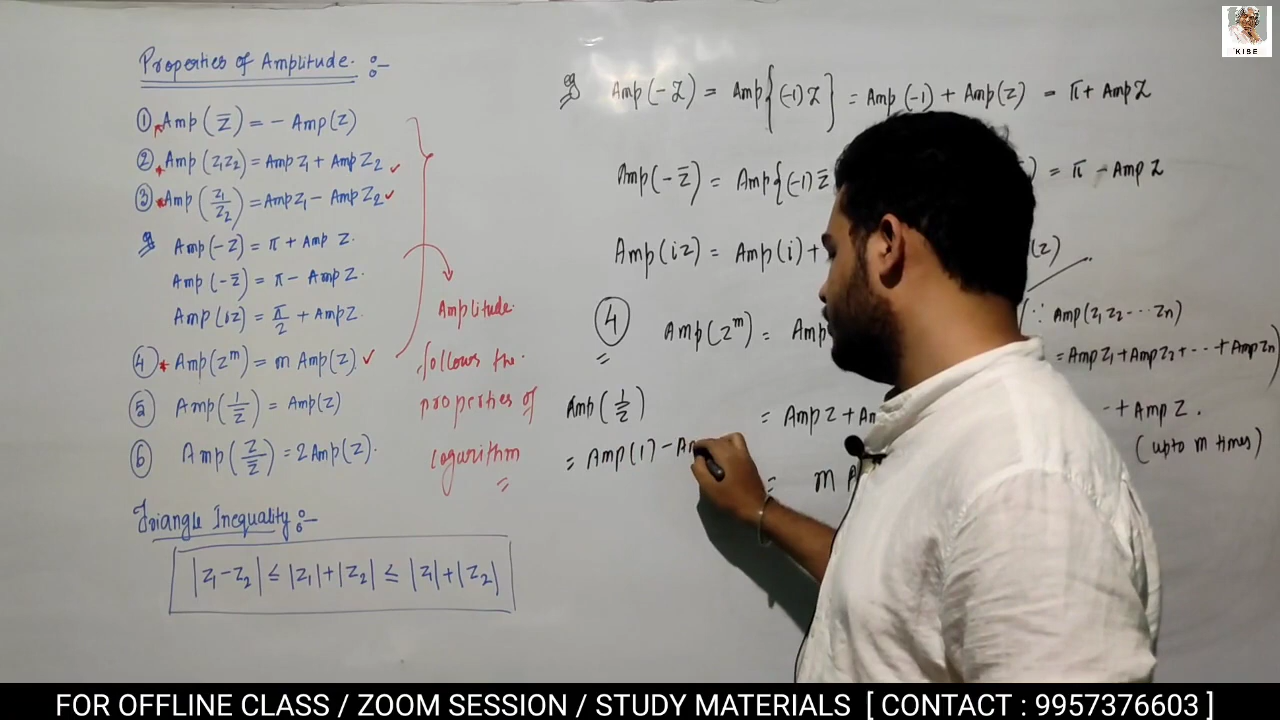 Properties of Amplitude :-
① Amp(z̄) = - Amp(z)
② Amp(z₁z₂) = Amp z₁ + Amp z₂ ✓
③ Amp(z₁/z₂) = Amp z₁ - Amp z₂ ✓
eg Amp(-z) = π + Amp z.
Amp(-z̄) = π - Amp z.
Amp(iz) = π/2 + Amp z.
④ Amp(zᵐ) = m Amp(z). ✓
⑤ Amp(1/z̄) = Amp(z)
⑥ Amp(z/z̄) = 2 Amp(z).
Amplitude
follows the
properties of
logarithm
Triangle Inequality :-
|z₁-z₂| ≤ |z₁|+|z₂| ≤ |z₁|+|z₂|
eg Amp(-z) = Amp{(-1)z} = Amp(-1) + Amp(z) = π + Amp z
Amp(-z̄) = Amp{(-1)z̄ ) = π - Amp z
Amp(iz) = Amp(i) + (z)
④ Amp(zᵐ) = Amp
(∵ Amp(z₁ z₂ --- zn)
= Amp z₁ + Amp z₂ + --- + Amp zn)
= Amp z + Am -- + Amp z.
(upto m times)
= m A
Amp(1/z̄)
= Amp(1) - Am
KISE
FOR OFFLINE CLASS / ZOOM SESSION / STUDY MATERIALS [ CONTACT : 9957376603 ]